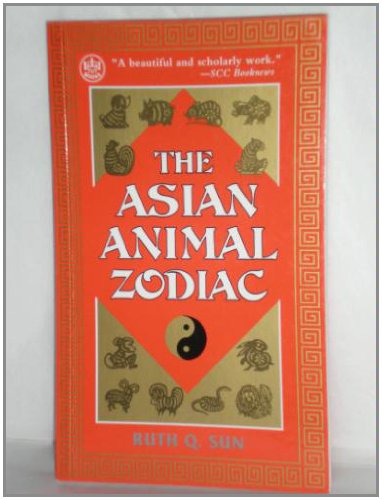 "A beautiful and scholarly work."
—SCC Booknews
THE
ASIAN
ANIMAL
ZODIAC
RUTH Q. SUN